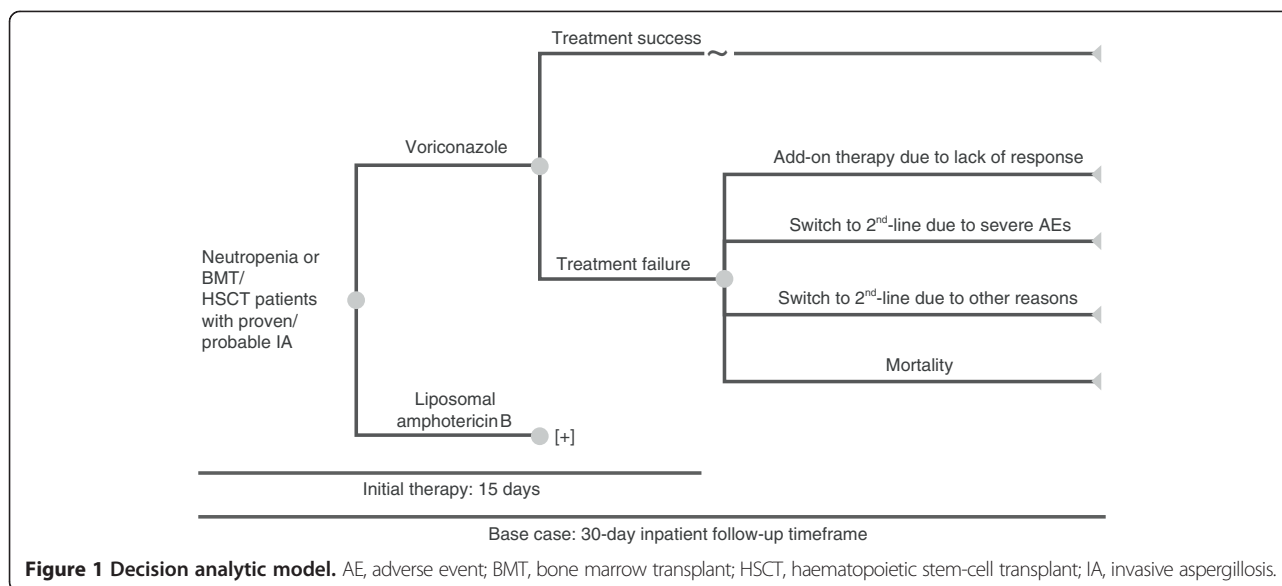 Treatment success
~
Voriconazole
Add-on therapy due to lack of response
Switch to 2nd-line due to severe AEs
Neutropenia or
BMT/
HSCT patients
with proven/
probable IA
Treatment failure
Switch to 2nd-line due to other reasons
Mortality
Liposomal
amphotericin B
[+]
Initial therapy: 15 days
Base case: 30-day inpatient follow-up timeframe
Figure 1 Decision analytic model. AE, adverse event; BMT, bone marrow transplant; HSCT, haematopoietic stem-cell transplant; IA, invasive aspergillosis.